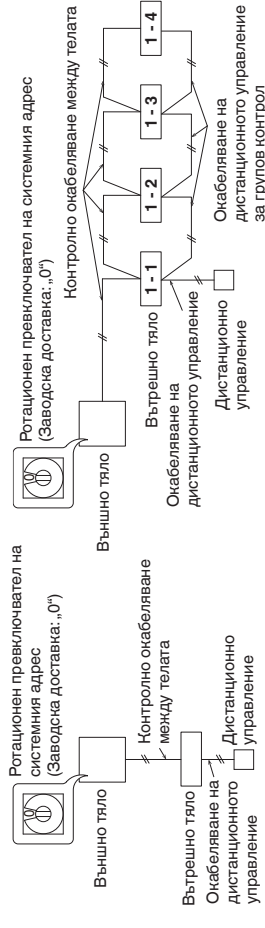 Ротационен превключвател на
системния адрес
(Заводска доставка: „0“)
Външно тяло
Контролно окабеляване
между телата
Вътрешно тяло
Окабеляване на
дистанционното
управление
Дистанционно
управление
Ротационен превключвател на системния адрес
(Заводска доставка: „0“)
Външно тяло
Контролно окабеляване между телата
1 - 1
1 - 2
1 - 3
1 - 4
Вътрешно тяло
Окабеляване на
дистанционното управление
Дистанционно
управление
Окабеляване на
дистанционното управление
за групов контрол